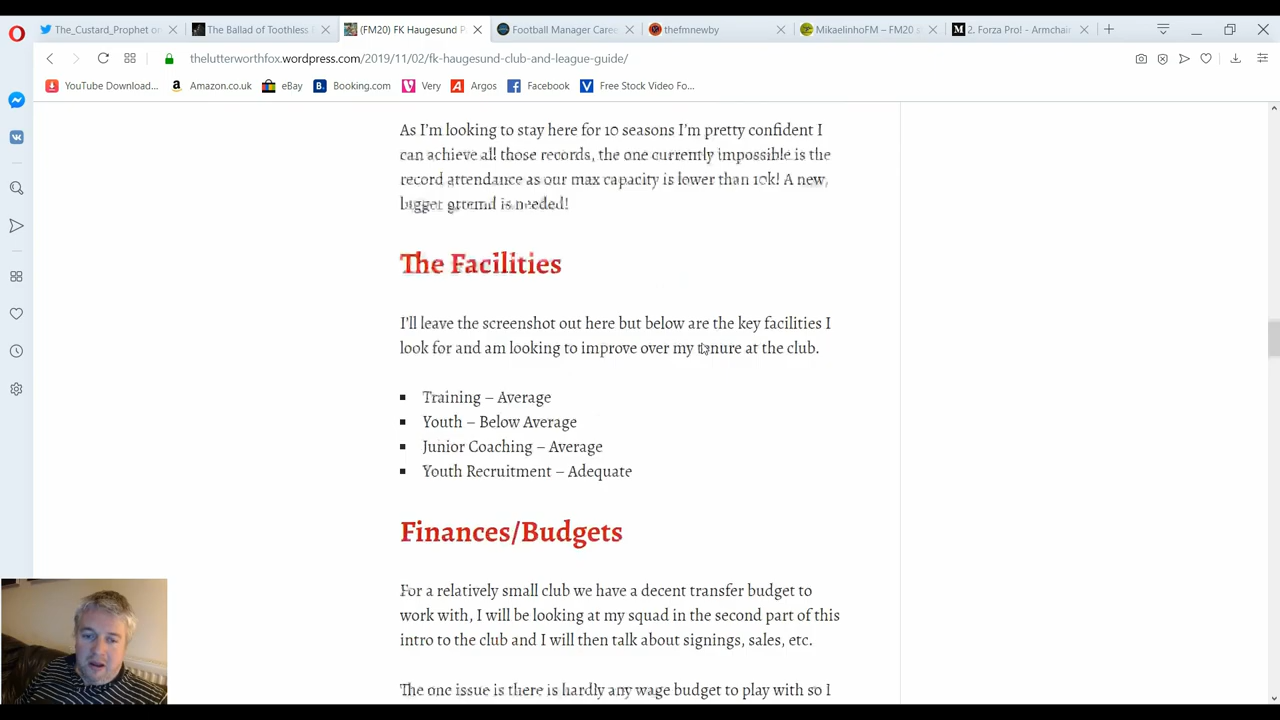 The_Custard_Prophet on
The Ballad of Toothless
(FM20) FK Haugesund P
Football Manager Caree
thefmnewby
MikaelinhoFM – FM20 s
2. Forza Pro! - Armchair
thelutterworthfox.wordpress.com/2019/11/02/fk-haugesund-club-and-league-guide/
YouTube Download...
Amazon.co.uk
eBay
Booking.com
Very
Argos
Facebook
Free Stock Video Fo...
As I'm looking to stay here for 10 seasons I'm pretty confident I
can achieve all those records, the one currently impossible is the
record attendance as our max capacity is lower than 10k! A new,
bigger ground is needed!
The Facilities
I'll leave the screenshot out here but below are the key facilities I
look for and am looking to improve over my tenure at the club.
▪ Training – Average
▪ Youth – Below Average
▪ Junior Coaching – Average
▪ Youth Recruitment – Adequate
Finances/Budgets
For a relatively small club we have a decent transfer budget to
work with, I will be looking at my squad in the second part of this
intro to the club and I will then talk about signings, sales, etc.
The one issue is there is hardly any wage budget to play with so I